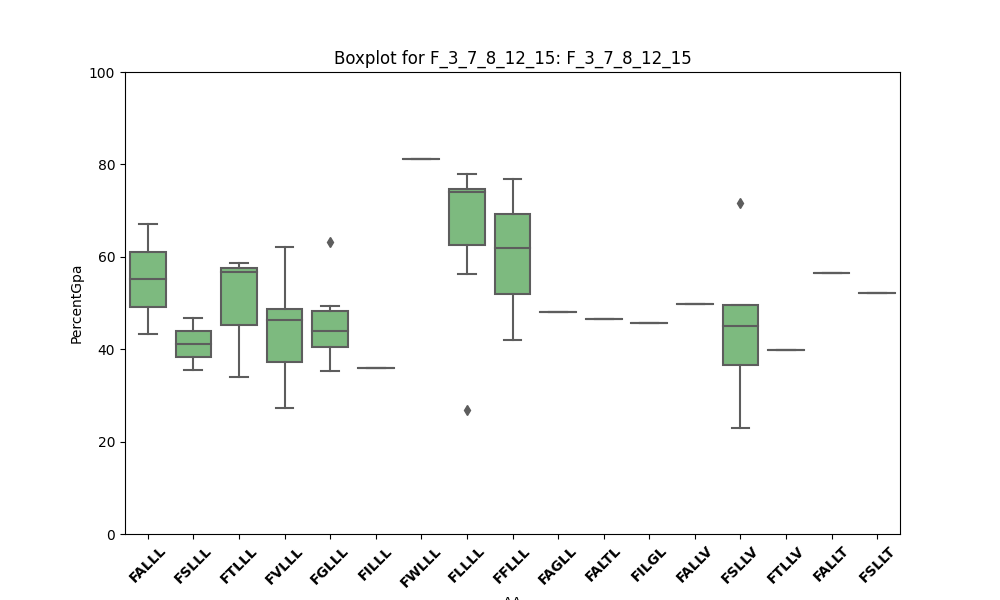 Boxplot for F_3_7_8_12_15: F_3_7_8_12_15
100
80
60
40
20
0
PercentGpa
FALLL FSLLL FTLLL FVLLL FGLLL FILLL FWLLL FLLLL FFLLL FAGLL FALTL FILGL FALLV FSLLV FTLLV FALLT FSLLT